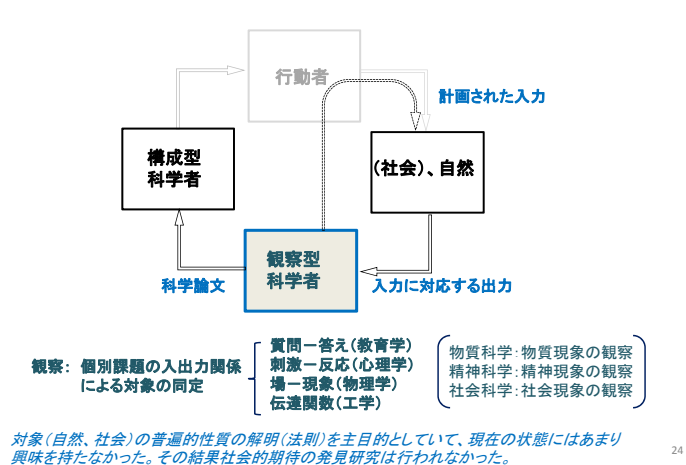 行動者
計画された入力
構成型
科学者
(社会)、自然
観察型
科学者
科学論文
入力に対応する出力
観察: 個別課題の入出力関係
による対象の同定
質問－答え(教育学)
刺激－反応(心理学)
場－現象(物理学)
伝達関数(工学)
物質科学:物質現象の観察
精神科学:精神現象の観察
社会科学:社会現象の観察
対象(自然、社会)の普遍的性質の解明(法則)を主目的としていて、現在の状態にはあまり
興味を持たなかった。その結果社会的期待の発見研究は行われなかった。
24